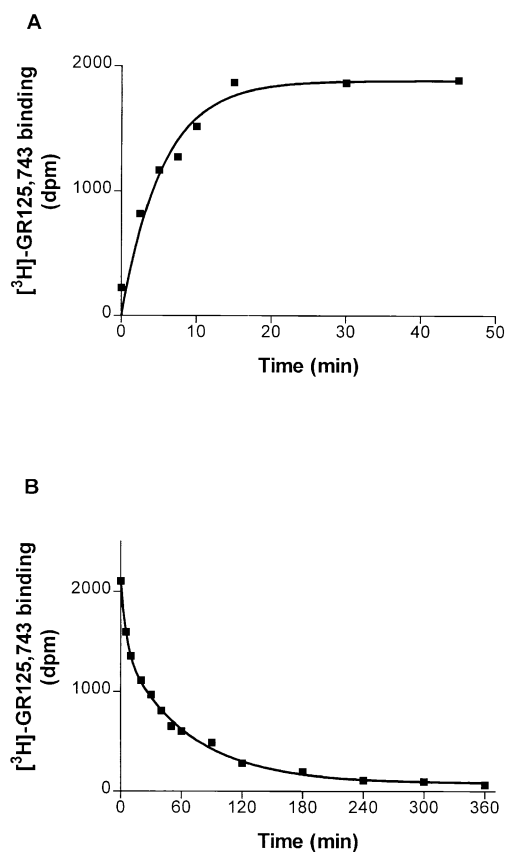 A
[³H]-GR125,743 binding
(dpm)
2000
1000
0
0 10 20 30 40 50
Time (min)
B
[³H]-GR125,743 binding
(dpm)
2000
1000
0
0 60 120 180 240 300 360
Time (min)